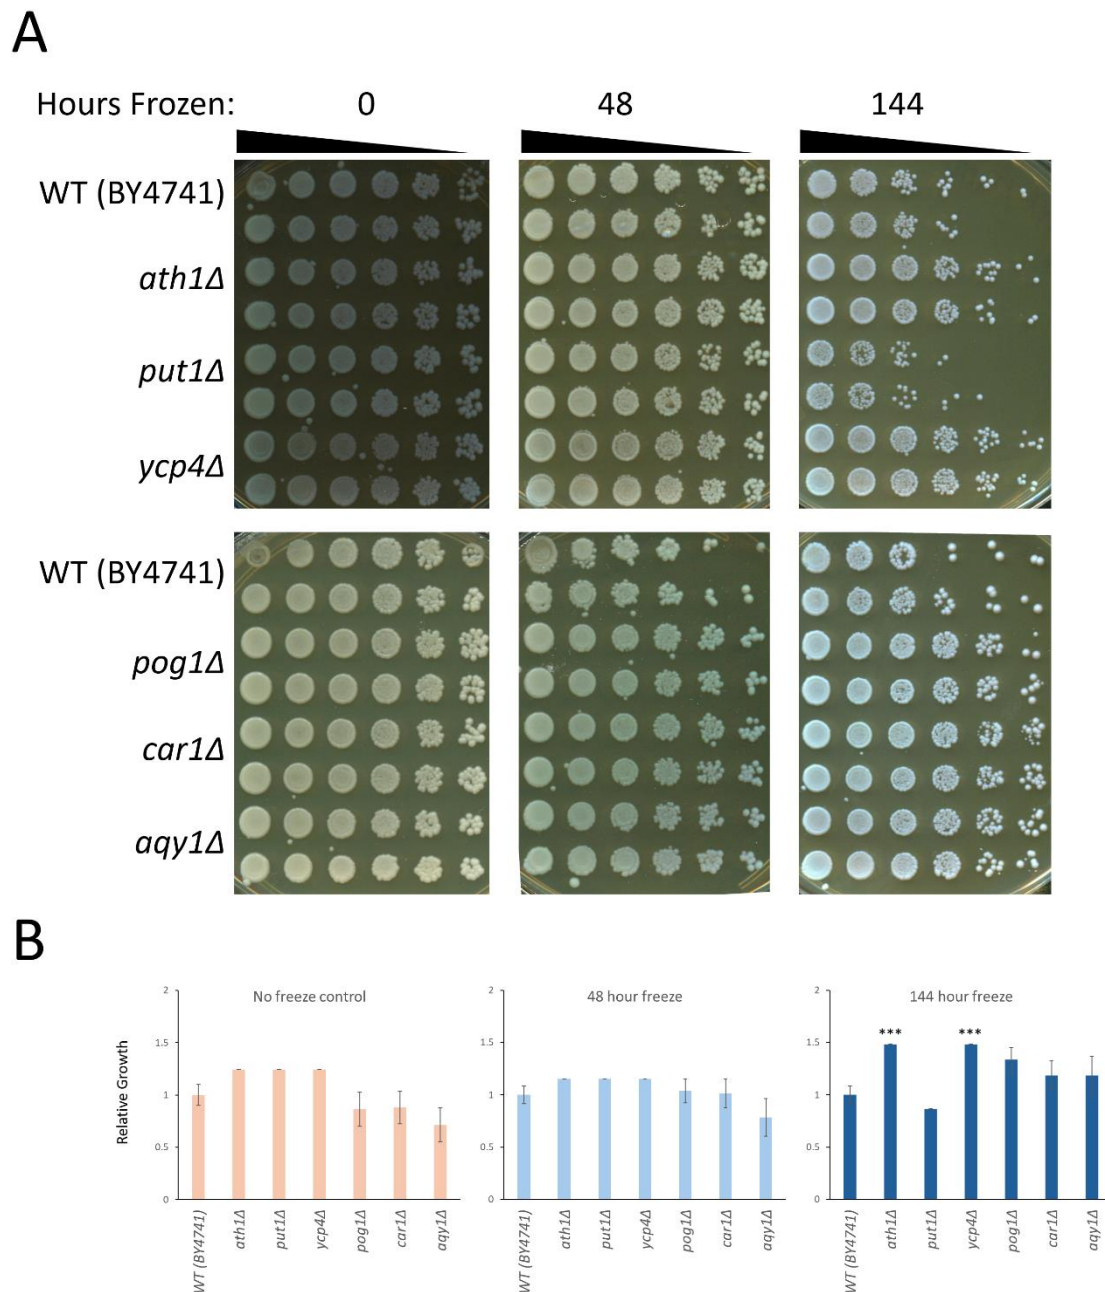 A
Hours Frozen: 0 48 144
WT (BY4741)
ath1Δ
put1Δ
ycp4Δ
WT (BY4741)
pog1Δ
car1Δ
aqy1Δ
B
No freeze control
Relative Growth
2
1.5
1
0.5
0
WT (BY4741)
ath1Δ
put1Δ
ycp4Δ
pog1Δ
car1Δ
aqy1Δ
48 hour freeze
2
1.5
1
0.5
0
WT (BY4741)
ath1Δ
put1Δ
ycp4Δ
pog1Δ
car1Δ
aqy1Δ
144 hour freeze
2
1.5
1
0.5
0
***
***
WT (BY4741)
ath1Δ
put1Δ
ycp4Δ
pog1Δ
car1Δ
aqy1Δ